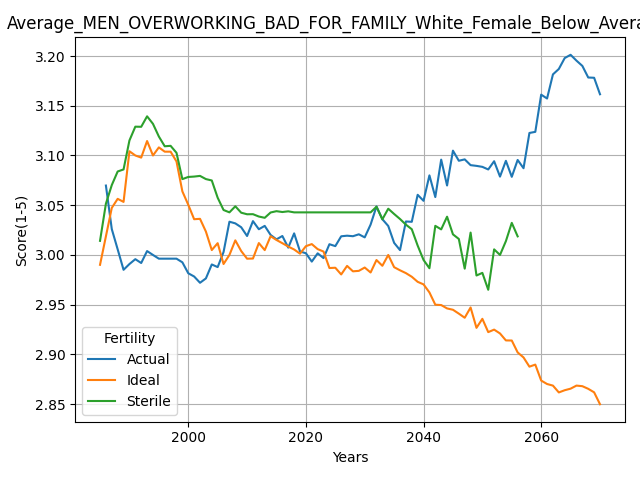 Average_MEN_OVERWORKING_BAD_FOR_FAMILY_White_Female_Below_Avera
3.20
3.15
3.10
3.05
3.00
2.95
2.90
2.85
Score(1-5)
Fertility
Actual
Ideal
Sterile
2000 2020 2040 2060
Years